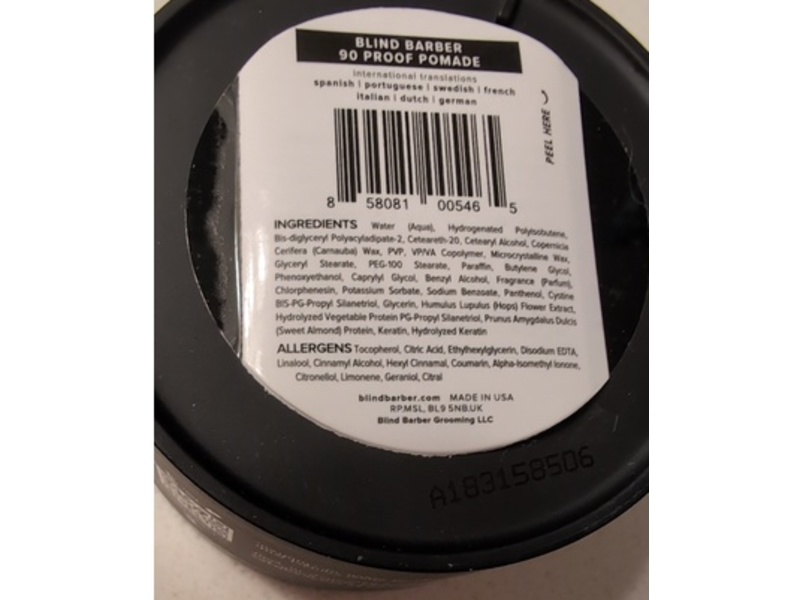 BLIND BARBER
90 PROOF POMADE
international translations
spanish | portuguese | swedish | french
italian | dutch | german
PEEL HERE
8 58081 00546 5
INGREDIENTS Water (Aqua), Hydrogenated Polyisobutene,
Bis-diglyceryl Polyacyladipate-2, Ceteareth-20, Cetearyl Alcohol, Copernicia
Cerifera (Carnauba) Wax, PVP, VP/VA Copolymer, Microcrystalline Wax,
Glyceryl Stearate, PEG-100 Stearate, Paraffin, Butylene Glycol,
Phenoxyethanol, Caprylyl Glycol, Benzyl Alcohol, Fragrance (Parfum),
Chlorphenesin, Potassium Sorbate, Sodium Benzoate, Panthenol, Cystine
BIS-PG-Propyl Silanetriol, Glycerin, Humulus Lupulus (Hops) Flower Extract,
Hydrolyzed Vegetable Protein PG-Propyl Silanetriol, Prunus Amygdalus Dulcis
(Sweet Almond) Protein, Keratin, Hydrolyzed Keratin
ALLERGENS Tocopherol, Citric Acid, Ethylhexylglycerin, Disodium EDTA,
Linalool, Cinnamyl Alcohol, Hexyl Cinnamal, Coumarin, Alpha-Isomethyl Ionone,
Citronellol, Limonene, Geraniol, Citral
blindbarber.com MADE IN USA
RP.MSL, BL9 5NB.UK
Blind Barber Grooming LLC
A183158506